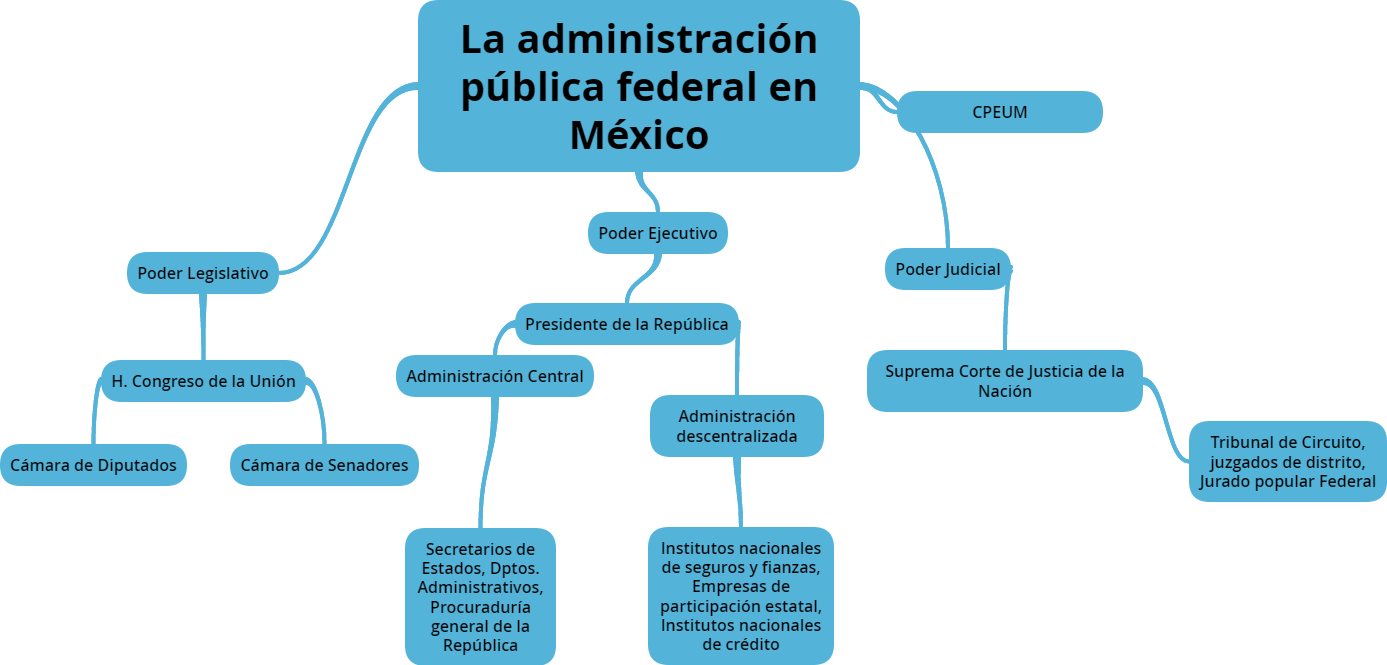 La administración
pública federal en
México
CPEUM
Poder Ejecutivo
Poder Legislativo
Poder Judicial
Presidente de la República
H. Congreso de la Unión
Administración Central
Suprema Corte de Justicia de la
Nación
Cámara de Diputados
Cámara de Senadores
Administración
descentralizada
Tribunal de Circuito,
juzgados de distrito,
Jurado popular Federal
Secretarios de
Estados, Dptos.
Administrativos,
Procuraduría
general de la
República
Institutos nacionales
de seguros y fianzas,
Empresas de
participación estatal,
Institutos nacionales
de crédito